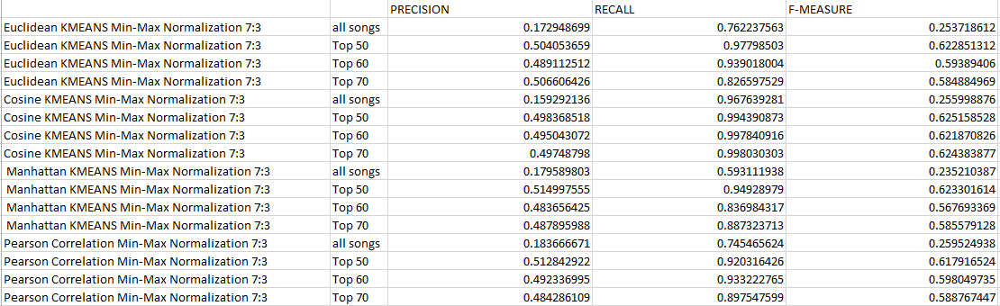 PRECISION RECALL F-MEASURE
Euclidean KMEANS Min-Max Normalization 7:3 all songs 0.172948699 0.762237563 0.253718612
Euclidean KMEANS Min-Max Normalization 7:3 Top 50 0.504053659 0.97798503 0.622851312
Euclidean KMEANS Min-Max Normalization 7:3 Top 60 0.489112512 0.939018004 0.59389406
Euclidean KMEANS Min-Max Normalization 7:3 Top 70 0.506606426 0.826597529 0.584884969
Cosine KMEANS Min-Max Normalization 7:3 all songs 0.159292136 0.967639281 0.255998876
Cosine KMEANS Min-Max Normalization 7:3 Top 50 0.498368518 0.994390873 0.625158528
Cosine KMEANS Min-Max Normalization 7:3 Top 60 0.495043072 0.997840916 0.621870826
Cosine KMEANS Min-Max Normalization 7:3 Top 70 0.49748798 0.998030303 0.624383877
Manhattan KMEANS Min-Max Normalization 7:3 all songs 0.179589803 0.593111938 0.235210387
Manhattan KMEANS Min-Max Normalization 7:3 Top 50 0.514997555 0.94928979 0.623301614
Manhattan KMEANS Min-Max Normalization 7:3 Top 60 0.483656425 0.836984317 0.567693369
Manhattan KMEANS Min-Max Normalization 7:3 Top 70 0.487895988 0.887323713 0.585579128
Pearson Correlation Min-Max Normalization 7:3 all songs 0.183666671 0.745465624 0.259524938
Pearson Correlation Min-Max Normalization 7:3 Top 50 0.512842922 0.920316426 0.617916524
Pearson Correlation Min-Max Normalization 7:3 Top 60 0.492336995 0.933222765 0.598049735
Pearson Correlation Min-Max Normalization 7:3 Top 70 0.484286109 0.897547599 0.588767447